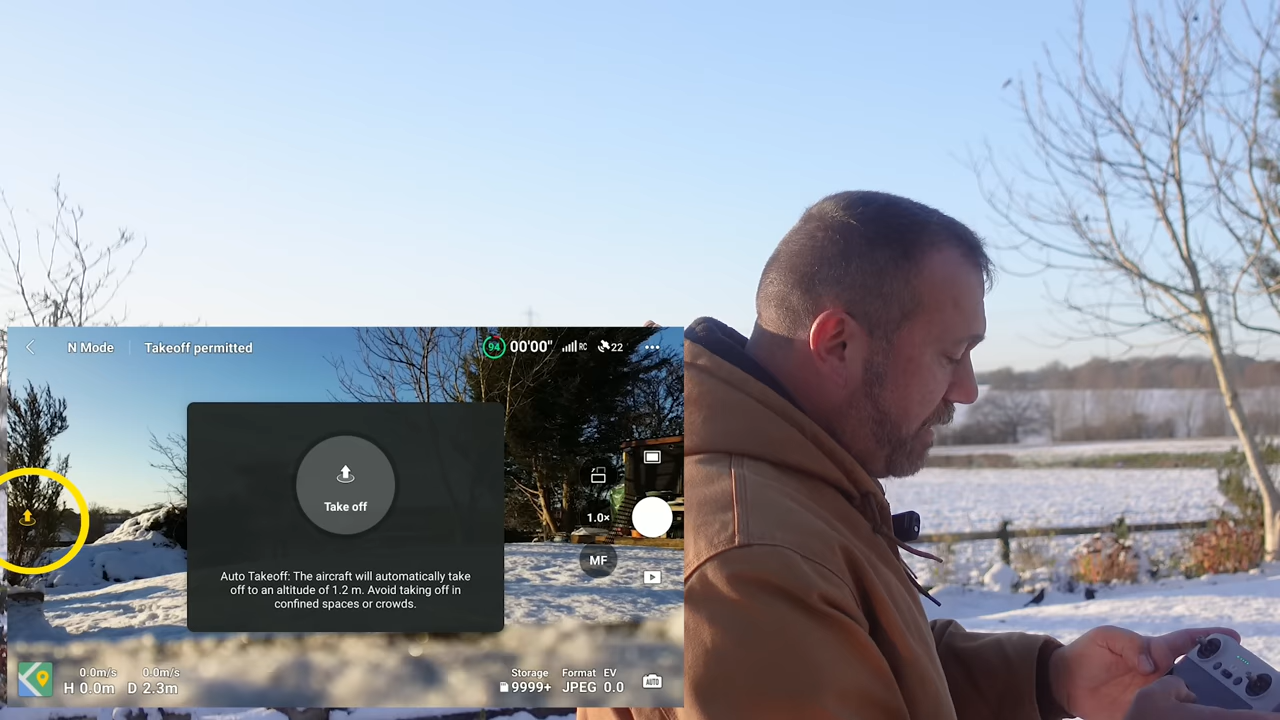 N Mode
Takeoff permitted
94
00'00"
RC
22
Take off
Auto Takeoff: The aircraft will automatically take
off to an altitude of 1.2 m. Avoid taking off in
confined spaces or crowds.
1.0×
MF
0.0m/s
0.0m/s
H 0.0m
D 2.3m
Storage
Format
EV
9999+
JPEG
0.0
AUTO